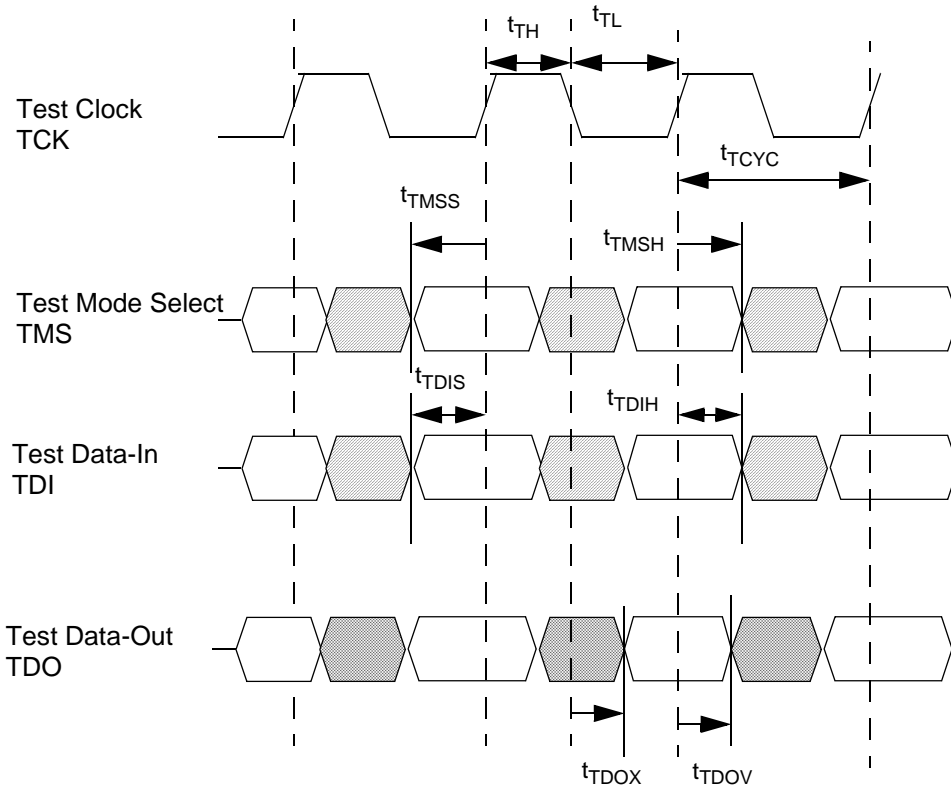 tTH
tTL
Test Clock
TCK
tTCYC
tTMSS
tTMSH
Test Mode Select
TMS
tTDIS
tTDIH
Test Data-In
TDI
Test Data-Out
TDO
tTDOX
tTDOV